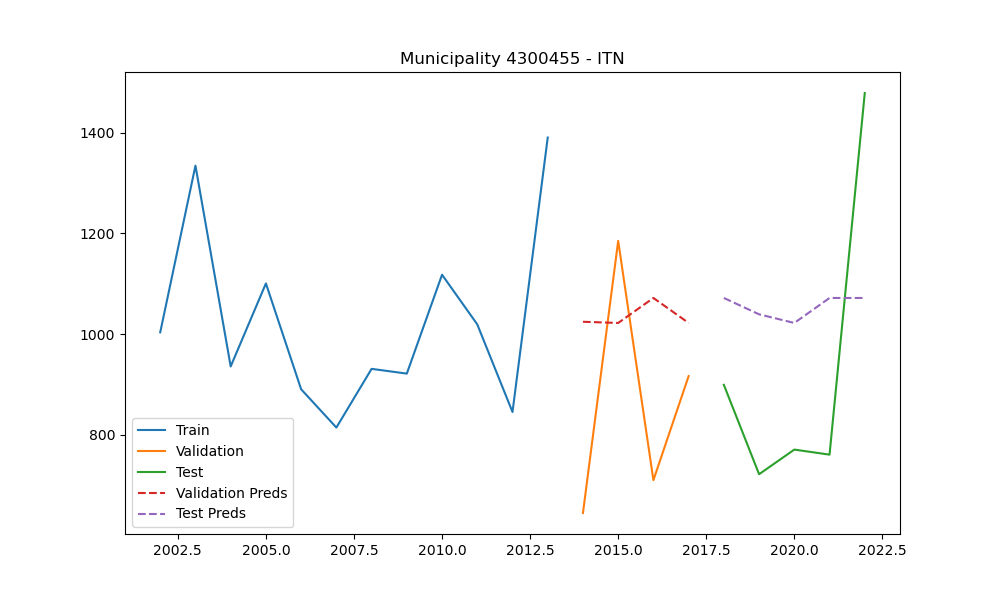 Municipality 4300455 - ITN
1400
1200
1000
800
Train
Validation
Test
Validation Preds
Test Preds
2002.5 2005.0 2007.5 2010.0 2012.5 2015.0 2017.5 2020.0 2022.5